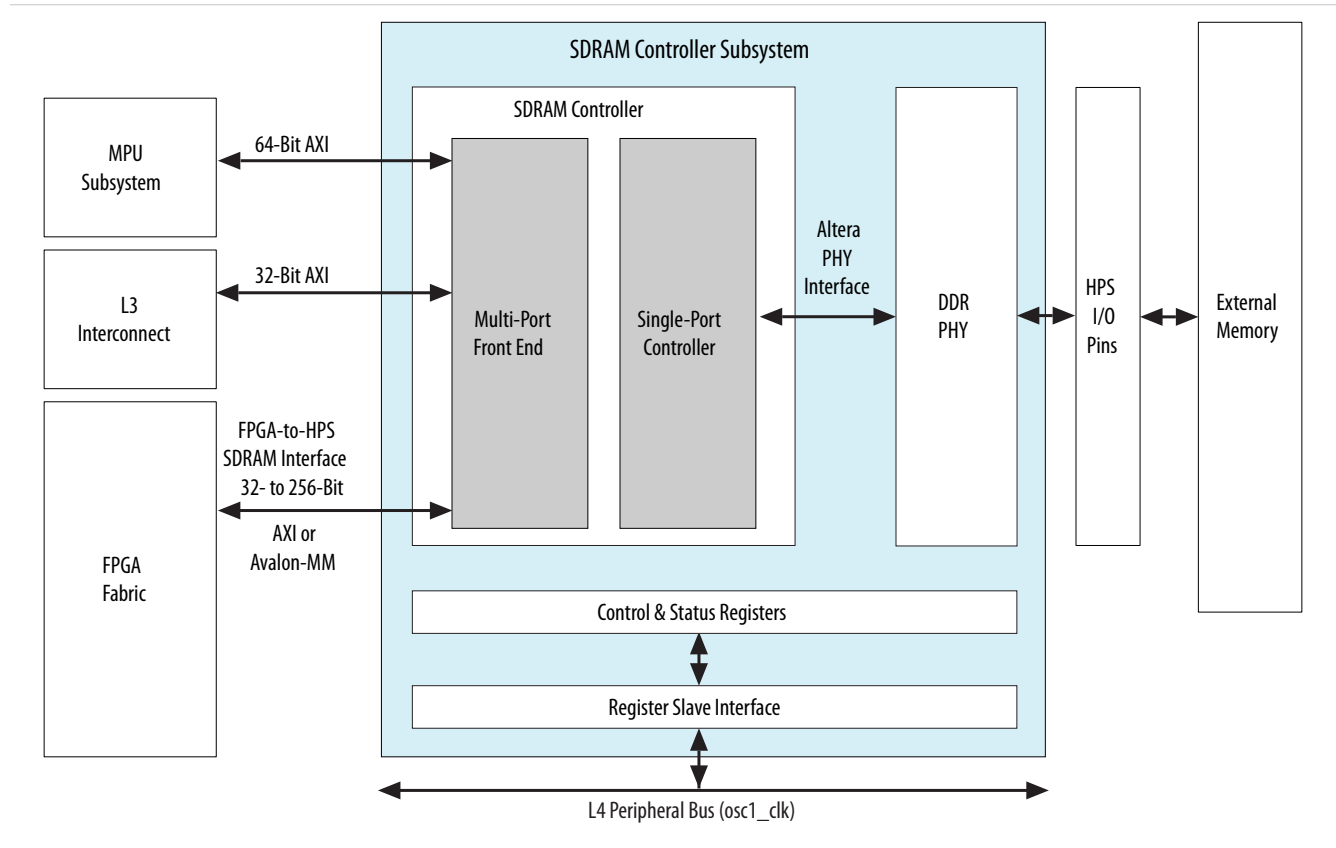 SDRAM Controller Subsystem
SDRAM Controller
MPU
Subsystem
64-Bit AXI
L3
Interconnect
32-Bit AXI
FPGA
Fabric
FPGA-to-HPS
SDRAM Interface
32- to 256-Bit
AXI or
Avalon-MM
Multi-Port
Front End
Single-Port
Controller
Altera
PHY
Interface
DDR
PHY
HPS
I/O
Pins
External
Memory
Control & Status Registers
Register Slave Interface
L4 Peripheral Bus (osc1_clk)